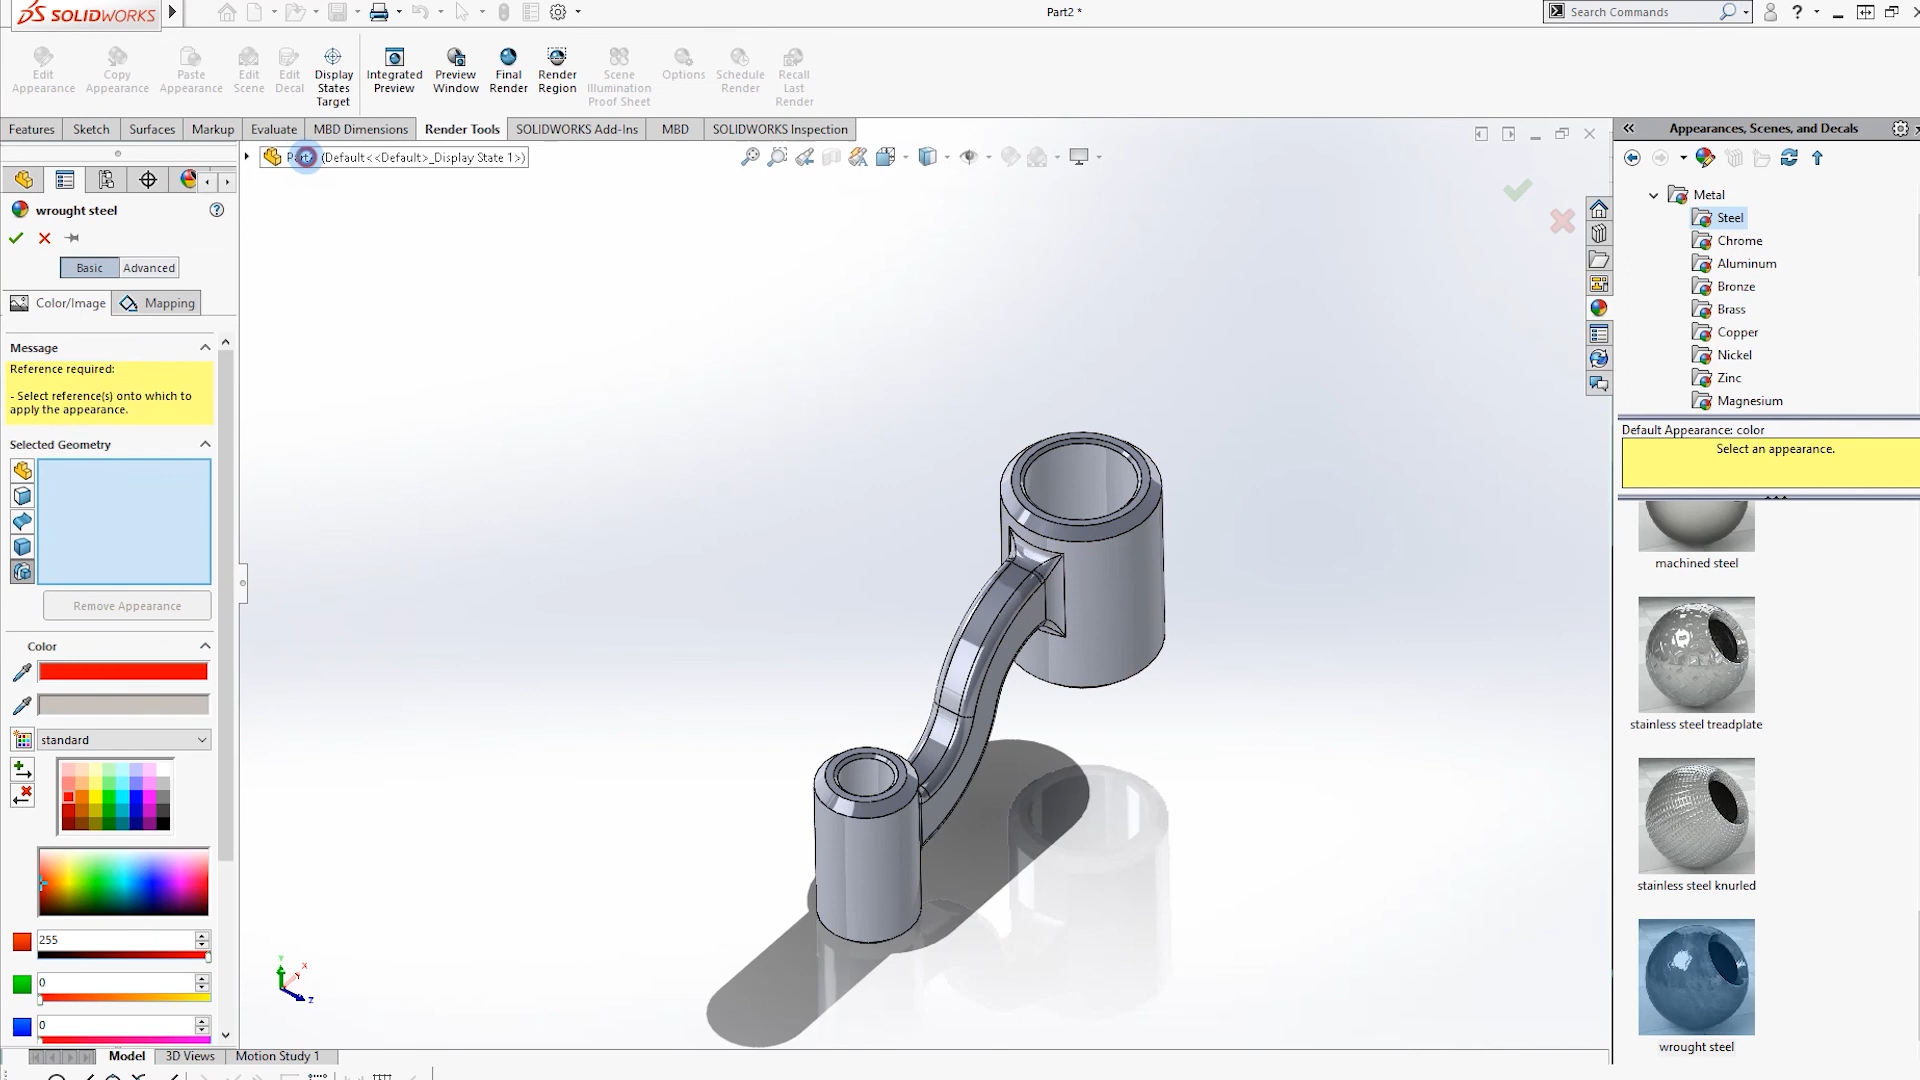 SOLIDWORKS
Part2 *
Search Commands
Edit Appearance
Copy Appearance
Paste Appearance
Edit Scene
Edit Decal
Display States Target
Integrated Preview
Preview Window
Final Render
Render Region
Scene Illumination Proof Sheet
Options
Schedule Render
Recall Last Render
Features
Sketch
Surfaces
Markup
Evaluate
MBD Dimensions
Render Tools
SOLIDWORKS Add-Ins
MBD
SOLIDWORKS Inspection
(Default<<Default>_Display State 1>)
wrought steel
Basic
Advanced
Color/Image
Mapping
Message
Reference required:
- Select reference(s) onto which to
apply the appearance.
Selected Geometry
Remove Appearance
Color
standard
255
0
0
Model
3D Views
Motion Study 1
Y
X
Z
Appearances, Scenes, and Decals
Metal
Steel
Chrome
Aluminum
Bronze
Brass
Copper
Nickel
Zinc
Magnesium
Default Appearance: color
Select an appearance.
machined steel
stainless steel treadplate
stainless steel knurled
wrought steel